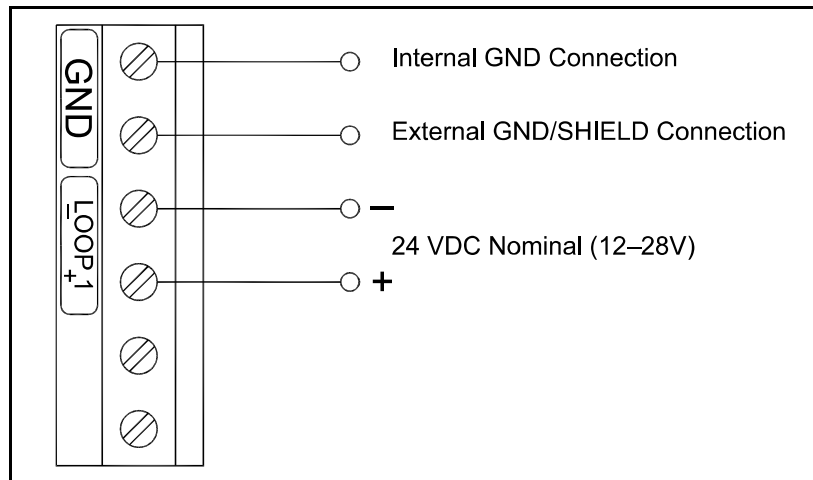 GND
Internal GND Connection
External GND/SHIELD Connection
LOOP 1
− +
−
24 VDC Nominal (12–28V)
+